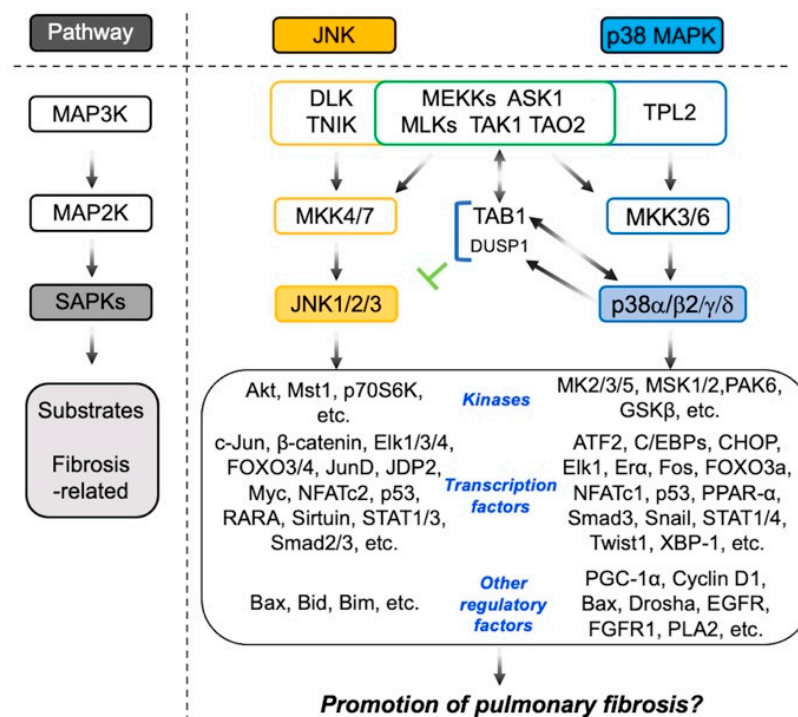 Pathway
JNK
p38 MAPK
MAP3K
DLK
TNIK
MEKKs ASK1
MLKs TAK1 TAO2
TPL2
MAP2K
MKK4/7
TAB1
DUSP1
MKK3/6
SAPKs
JNK1/2/3
p38α/β2/γ/δ
Substrates
Fibrosis
-related
Akt, Mst1, p70S6K,
etc.
Kinases
MK2/3/5, MSK1/2,PAK6,
GSKβ, etc.
c-Jun, β-catenin, Elk1/3/4,
FOXO3/4, JunD, JDP2,
Myc, NFATc2, p53,
RARA, Sirtuin, STAT1/3,
Smad2/3, etc.
Transcription
factors
ATF2, C/EBPs, CHOP,
Elk1, Erα, Fos, FOXO3a,
NFATc1, p53, PPAR-α,
Smad3, Snail, STAT1/4,
Twist1, XBP-1, etc.
Bax, Bid, Bim, etc.
Other
regulatory
factors
PGC-1α, Cyclin D1,
Bax, Drosha, EGFR,
FGFR1, PLA2, etc.
Promotion of pulmonary fibrosis?